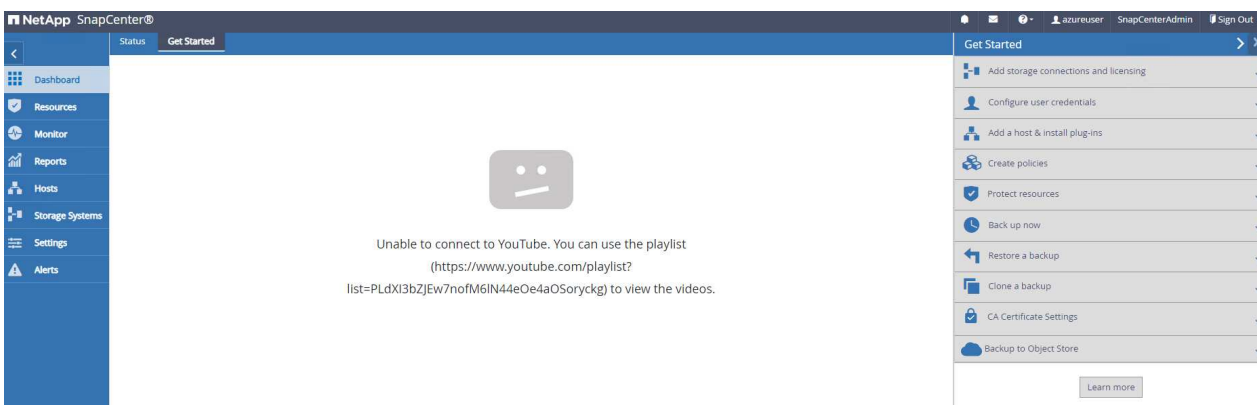 NetApp SnapCenter®
azureuser SnapCenterAdmin Sign Out
Status Get Started
Dashboard
Resources
Monitor
Reports
Hosts
Storage Systems
Settings
Alerts
Unable to connect to YouTube. You can use the playlist
(https://www.youtube.com/playlist?
list=PLdXI3bZJEw7nofM6lN44eOe4aOSoryckg) to view the videos.
Get Started
Add storage connections and licensing
Configure user credentials
Add a host & install plug-ins
Create policies
Protect resources
Back up now
Restore a backup
Clone a backup
CA Certificate Settings
Backup to Object Store
Learn more